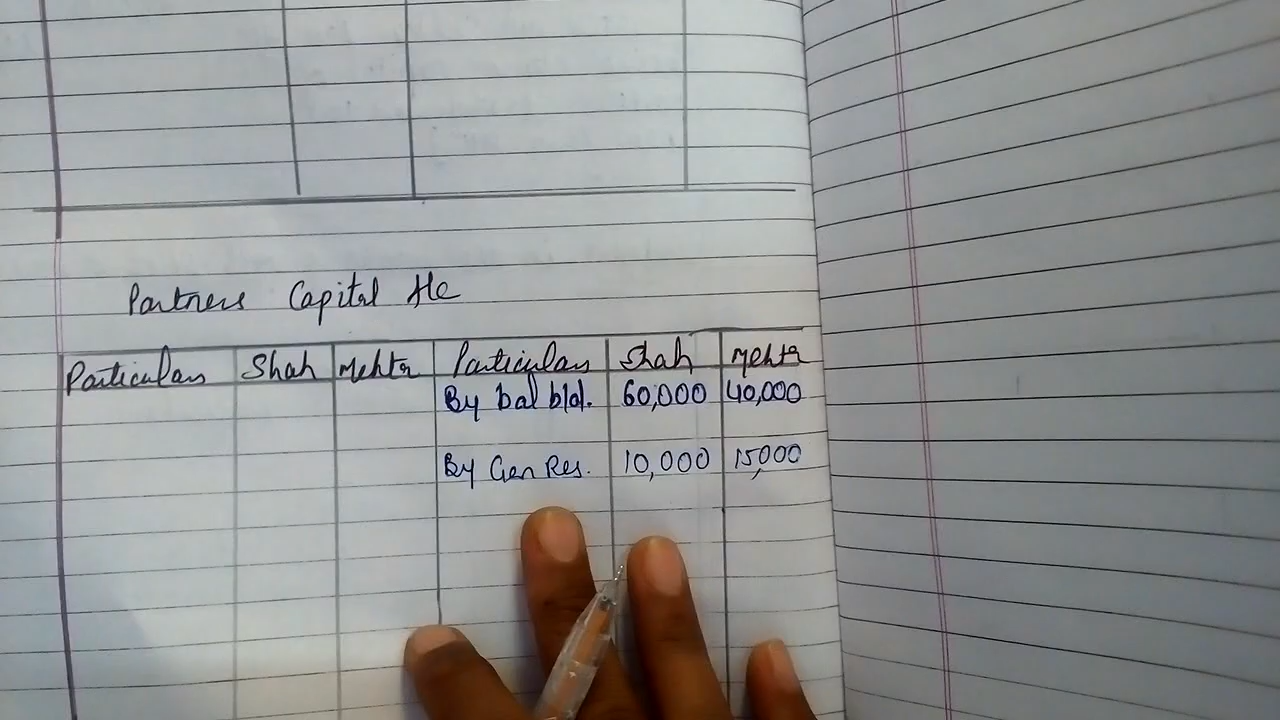 Partners Capital A/c
Particulars Shah Mehta Particulars Shah Mehta
By bal b/d. 60,000 40,000
By Gen Res. 10,000 15,000